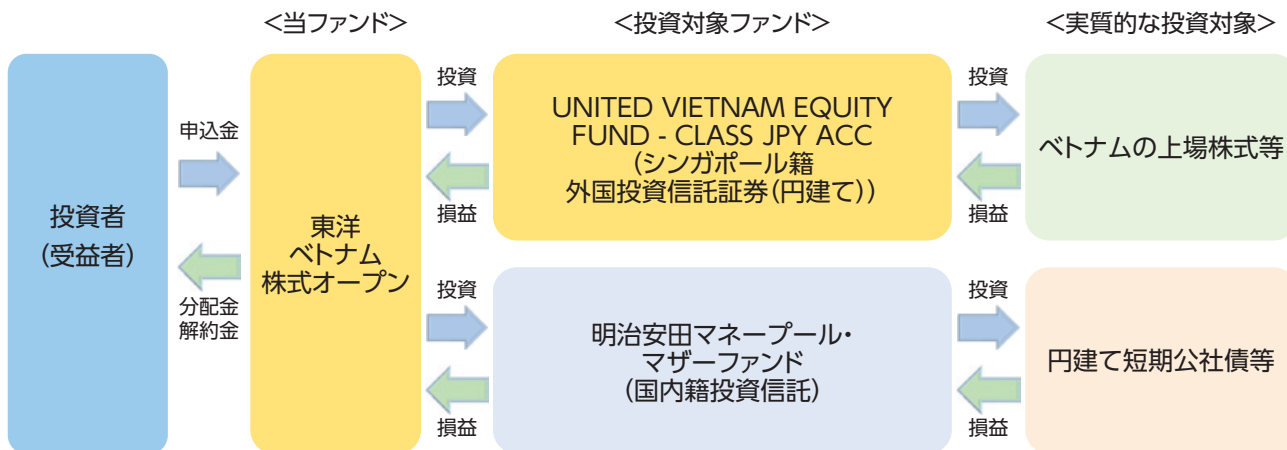 <当ファンド>
<投資対象ファンド>
<実質的な投資対象>
投資者
(受益者)
申込金
分配金
解約金
東洋
ベトナム
株式オープン
投資
損益
UNITED VIETNAM EQUITY
FUND - CLASS JPY ACC
(シンガポール籍
外国投資信託証券(円建て))
投資
損益
ベトナムの上場株式等
投資
損益
明治安田マネープール・
マザーファンド
(国内籍投資信託)
投資
損益
円建て短期公社債等